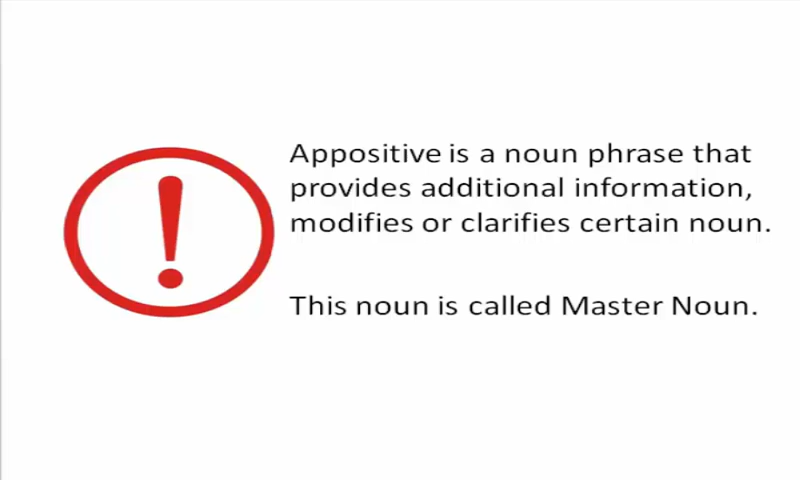 Appositive is a noun phrase that
provides additional information,
modifies or clarifies certain noun.
This noun is called Master Noun.